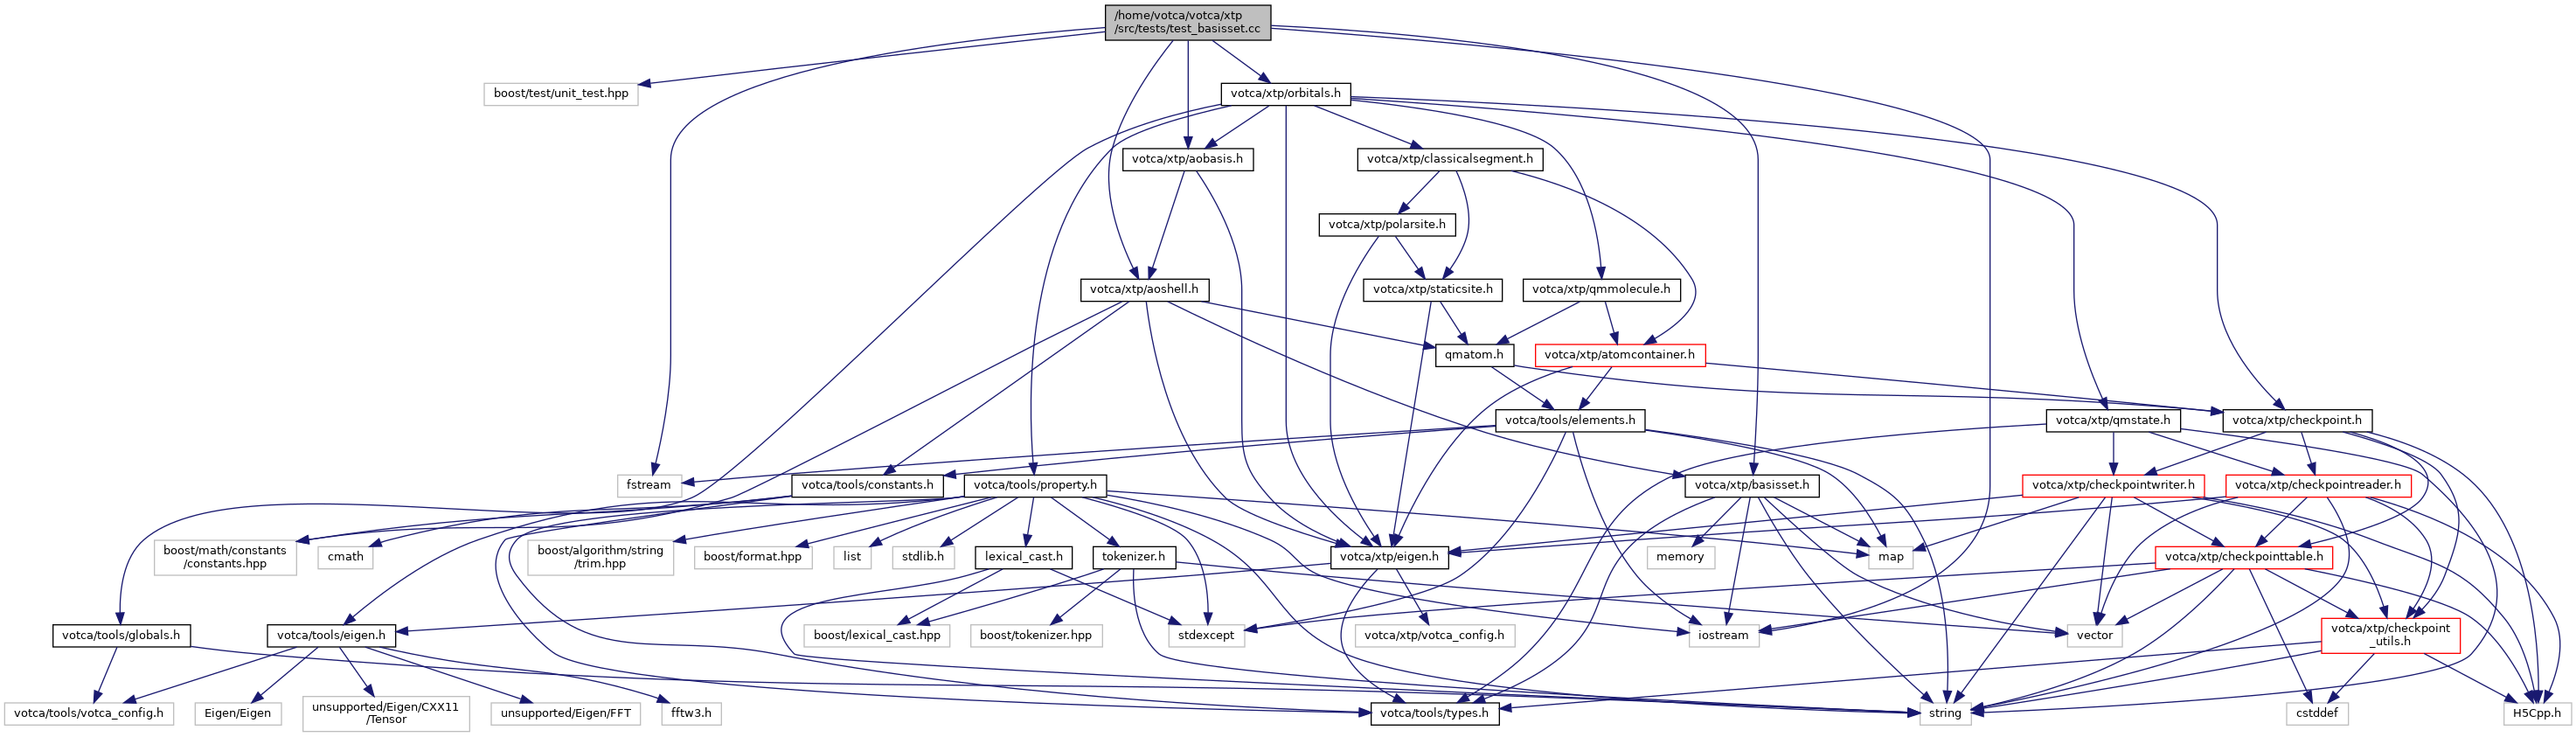 /home/votca/votca/xtp
/src/tests/test_basisset.cc
boost/test/unit_test.hpp
votca/xtp/orbitals.h
votca/xtp/aobasis.h
votca/xtp/classicalsegment.h
votca/xtp/polarsite.h
votca/xtp/aoshell.h
votca/xtp/staticsite.h
votca/xtp/qmmolecule.h
qmatom.h
votca/xtp/atomcontainer.h
votca/tools/elements.h
votca/xtp/qmstate.h
votca/xtp/checkpoint.h
fstream
votca/tools/constants.h
votca/tools/property.h
votca/xtp/basisset.h
votca/xtp/checkpointwriter.h
votca/xtp/checkpointreader.h
boost/math/constants
/constants.hpp
cmath
boost/algorithm/string
/trim.hpp
boost/format.hpp
list
stdlib.h
lexical_cast.h
tokenizer.h
votca/xtp/eigen.h
memory
map
votca/xtp/checkpointtable.h
votca/tools/globals.h
votca/tools/eigen.h
boost/lexical_cast.hpp
boost/tokenizer.hpp
stdexcept
votca/xtp/votca_config.h
iostream
vector
votca/xtp/checkpoint
_utils.h
votca/tools/votca_config.h
Eigen/Eigen
unsupported/Eigen/CXX11
/Tensor
unsupported/Eigen/FFT
fftw3.h
votca/tools/types.h
string
cstddef
H5Cpp.h